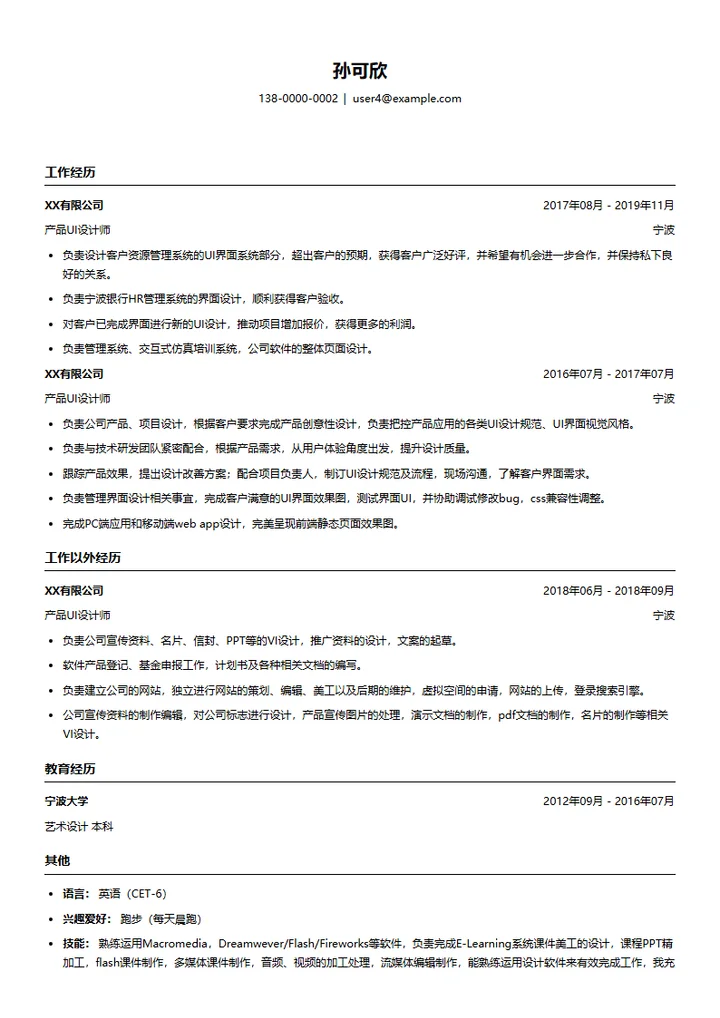 孙可欣
138-0000-0002 | user4@example.com
工作经历
XX有限公司 2017年08月 - 2019年11月
产品UI设计师 宁波
• 负责设计客户资源管理系统的UI界面系统部分，超出客户的预期，获得客户广泛好评，并希望有机会进一步合作，并保持私下良
好的关系。
• 负责宁波银行HR管理系统的界面设计，顺利获得客户验收。
• 对客户已完成界面进行新的UI设计，推动项目增加报价，获得更多的利润。
• 负责管理系统、交互式仿真培训系统，公司软件的整体页面设计。
XX有限公司 2016年07月 - 2017年07月
产品UI设计师 宁波
• 负责公司产品、项目设计，根据客户要求完成产品创意性设计，负责把控产品应用的各类UI设计规范、UI界面视觉风格。
• 负责与技术研发团队紧密配合，根据产品需求，从用户体验角度出发，提升设计质量。
• 跟踪产品效果，提出设计改善方案；配合项目负责人，制订UI设计规范及流程，现场沟通，了解客户界面需求。
• 负责管理界面设计相关事宜，完成客户满意的UI界面效果图，测试界面UI，并协助调试修改bug，css兼容性调整。
• 完成PC端应用和移动端web app设计，完美呈现前端静态页面效果图。
工作以外经历
XX有限公司 2018年06月 - 2018年09月
产品UI设计师 宁波
• 负责公司宣传资料、名片、信封、PPT等的VI设计，推广资料的设计，文案的起草。
• 软件产品登记、基金申报工作，计划书及各种相关文档的编写。
• 负责建立公司的网站，独立进行网站的策划、编辑、美工以及后期的维护，虚拟空间的申请，网站的上传，登录搜索引擎。
• 公司宣传资料的制作编辑，对公司标志进行设计，产品宣传图片的处理，演示文档的制作，pdf文档的制作，名片的制作等相关
VI设计。
教育经历
宁波大学 2012年09月 - 2016年07月
艺术设计 本科
其他
• 语言： 英语（CET-6）
• 兴趣爱好： 跑步（每天晨跑）
• 技能： 熟练运用Macromedia，Dreamwever/Flash/Fireworks等软件，负责完成E-Learning系统课件美工的设计，课程PPT精
加工，flash课件制作，多媒体课件制作，音频、视频的加工处理，流媒体编辑制作，能熟练运用设计软件来有效完成工作，我充